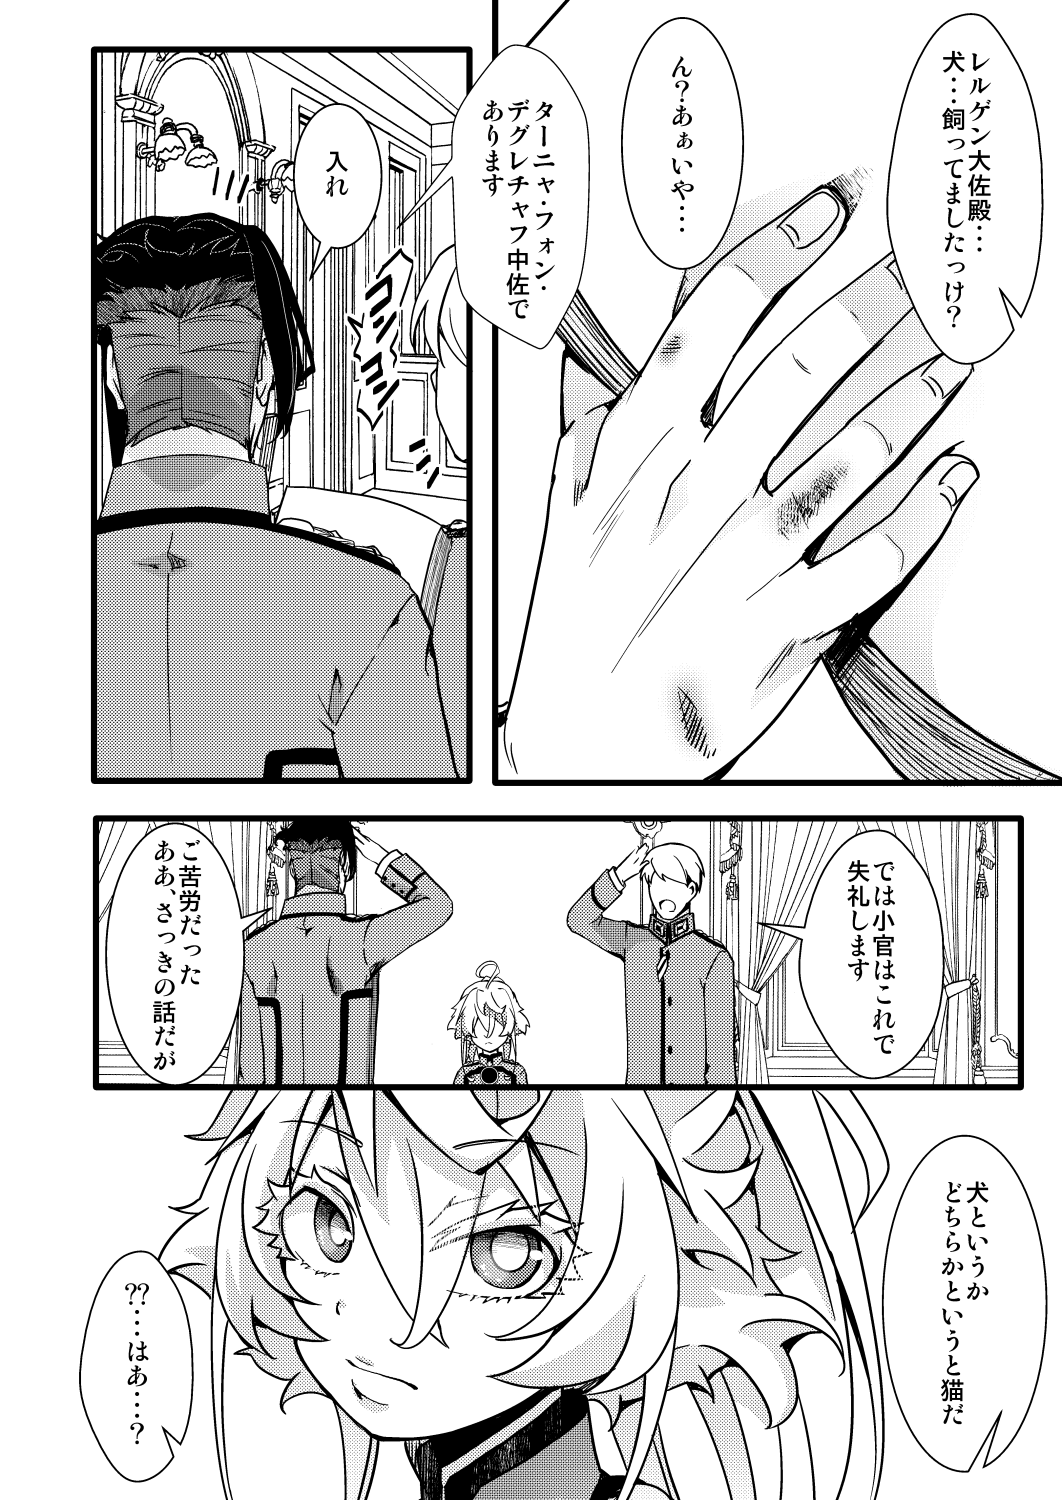 レルゲン大佐殿･･･
犬･･･飼ってましたっけ？
ん？あぁいや･･･
ターニャ・フォン・
デグレチャフ中佐で
あります
コン
コン
入れ
では小官はこれで
失礼します
ご苦労だった
ああ、さっきの話だが
犬というか
どちらかというと猫だ
??･･･はぁ･･･？